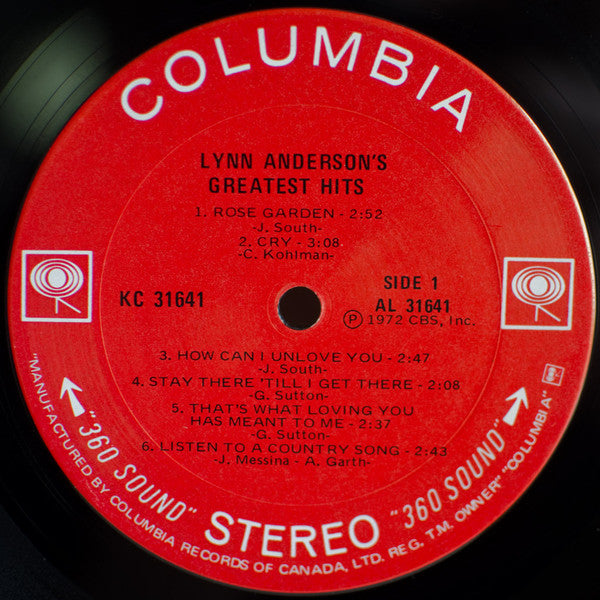 COLUMBIA
LYNN ANDERSON'S
GREATEST HITS
1. ROSE GARDEN - 2:52
-J. South-
2. CRY - 3:08
-C. Kohlman-
KC 31641
SIDE 1
AL 31641
Ⓟ 1972 CBS, Inc.
3. HOW CAN I UNLOVE YOU - 2:47
-J. South-
4. STAY THERE 'TILL I GET THERE - 2:08
-G. Sutton-
5. THAT'S WHAT LOVING YOU
HAS MEANT TO ME - 2:37
-G. Sutton-
6. LISTEN TO A COUNTRY SONG - 2:43
-J. Messina - A. Garth-
"360 SOUND" STEREO "360 SOUND"
"MANUFACTURED BY COLUMBIA RECORDS OF CANADA, LTD. REG. T.M. OWNER" "COLUMBIA"